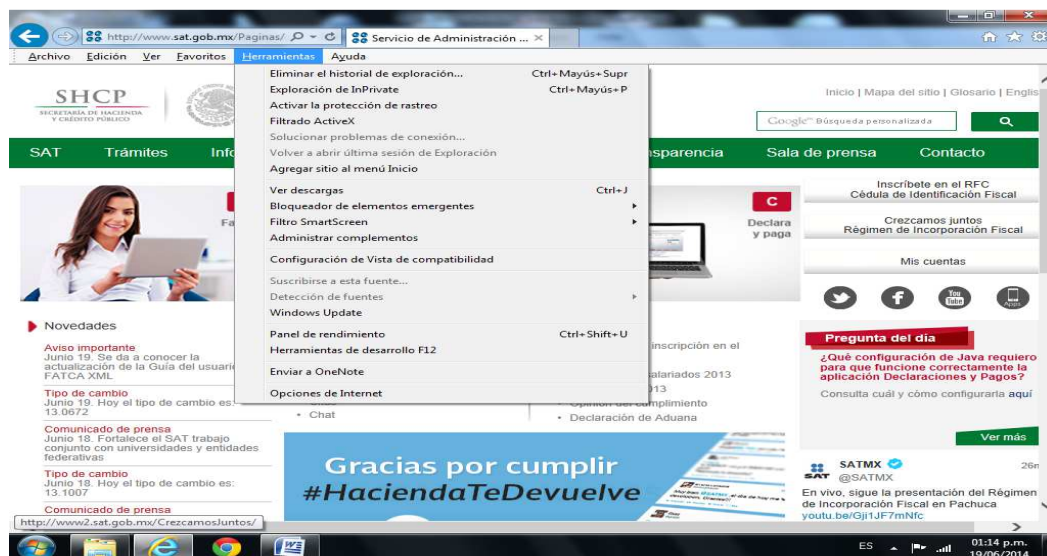 http://www.sat.gob.mx/Paginas/
Servicio de Administración ...
Archivo Edición Ver Favoritos Herramientas Ayuda
Eliminar el historial de exploración... Ctrl+Mayús+Supr
Exploración de InPrivate Ctrl+Mayús+P
Activar la protección de rastreo
Filtrado ActiveX
Solucionar problemas de conexión...
Volver a abrir última sesión de Exploración
Agregar sitio al menú Inicio
Ver descargas Ctrl+J
Bloqueador de elementos emergentes
Filtro SmartScreen
Administrar complementos
Configuración de Vista de compatibilidad
Suscribirse a esta fuente...
Detección de fuentes
Windows Update
Panel de rendimiento Ctrl+Shift+U
Herramientas de desarrollo F12
Enviar a OneNote
Opciones de Internet
SHCP
SECRETARÍA DE HACIENDA
Y CRÉDITO PÚBLICO
Inicio | Mapa del sitio | Glosario | Englis
Google™ Búsqueda personalizada
SAT Trámites Info
nsparencia Sala de prensa Contacto
Fa
C
Declara
y paga
Inscríbete en el RFC
Cédula de Identificación Fiscal
Crezcamos juntos
Régimen de Incorporación Fiscal
Mis cuentas
You
Tube
Apps
Novedades
Aviso importante
Junio 19. Se da a conocer la
actualización de la Guía del usuario
FATCA XML
Tipo de cambio
Junio 19. Hoy el tipo de cambio es:
13.0672
Comunicado de prensa
Junio 18. Fortalece el SAT trabajo
conjunto con universidades y entidades
federativas
Tipo de cambio
Junio 18. Hoy el tipo de cambio es:
13.1007
Comunicado de prensa
• Chat
inscripción en el
alariados 2013
013
Opinión del cumplimiento
• Declaración de Aduana
Gracias por cumplir
#HaciendaTeDevuelve
Pregunta del día
¿Qué configuración de Java requiero
para que funcione correctamente la
aplicación Declaraciones y Pagos?
Consulta cuál y cómo configurarla aquí
Ver más
SAT
SATMX 26m
@SATMX
En vivo, sigue la presentación del Régimen
de Incorporación Fiscal en Pachuca
youtu.be/Gji1JF7mNfc
http://www2.sat.gob.mx/CrezcamosJuntos/
ES
01:14 p.m.
19/06/2014